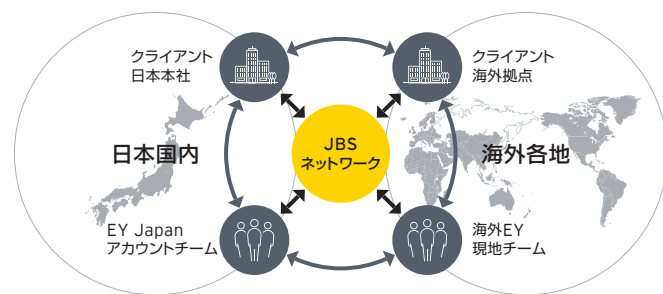 クライアント
日本本社
クライアント
海外拠点
日本国内
JBS
ネットワーク
海外各地
EY Japan
アカウントチーム
海外EY
現地チーム